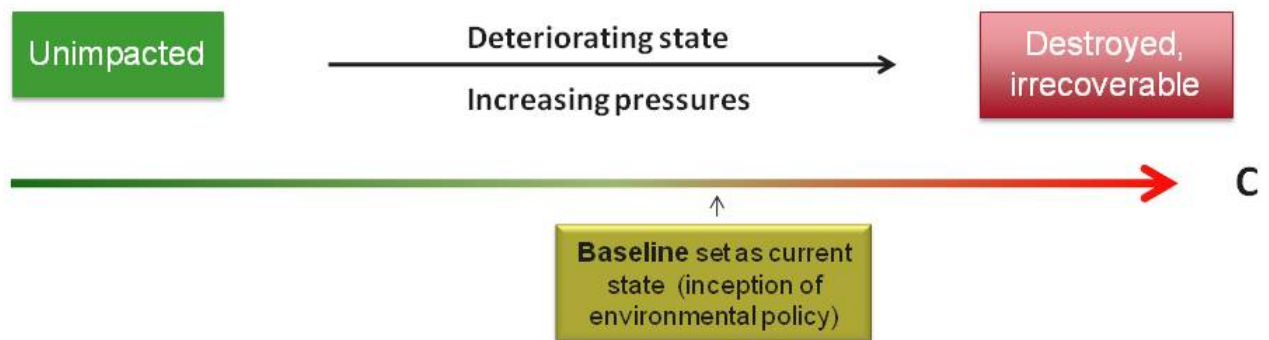 Unimpacted
Deteriorating state
Increasing pressures
Destroyed,
irrecoverable
C
Baseline set as current
state (inception of
environmental policy)